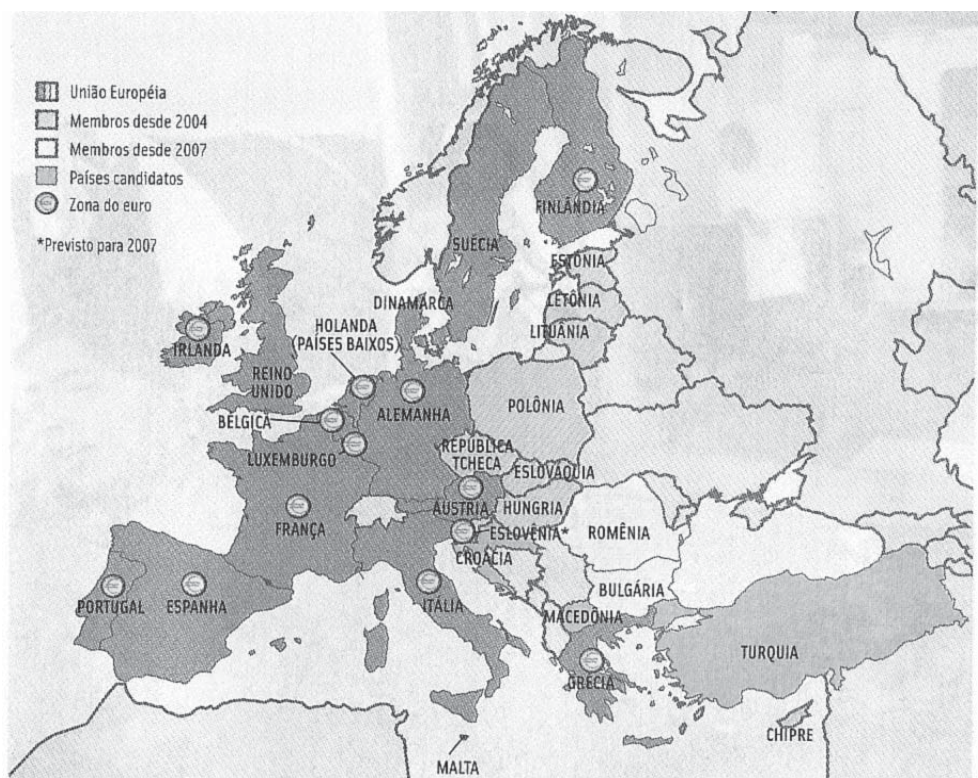 União Européia
Membros desde 2004
Membros desde 2007
Países candidatos
Zona do euro
*Previsto para 2007
FINLÂNDIA
SUÉCIA
ESTÔNIA
DINAMARCA
LETÔNIA
HOLANDA
(PAÍSES BAIXOS)
LITUÂNIA
IRLANDA
REINO
UNIDO
ALEMANHA
POLÔNIA
BÉLGICA
LUXEMBURGO
REPÚBLICA
TCHECA
ESLOVÁQUIA
ÁUSTRIA
HUNGRIA
FRANÇA
ESLOVÊNIA*
ROMÊNIA
CROÁCIA
BULGÁRIA
PORTUGAL
ESPANHA
ITÁLIA
MACEDÔNIA
TURQUIA
GRÉCIA
CHIPRE
MALTA